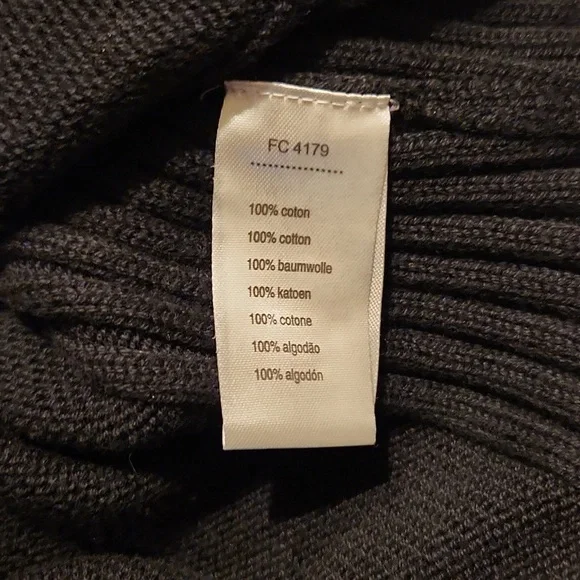 FC 4179
100% coton
100% cotton
100% baumwolle
100% katoen
100% cotone
100% algodão
100% algodón